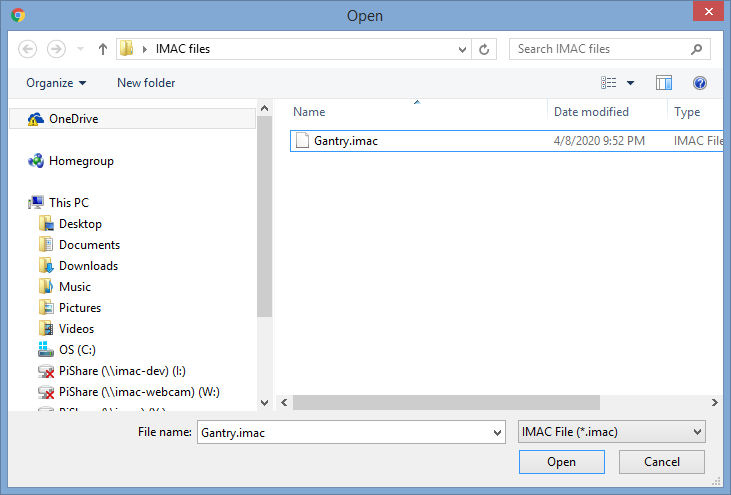 Open
IMAC files
Search IMAC files
Organize
New folder
Name
Date modified
Type
Gantry.imac
4/8/2020 9:52 PM
IMAC File
OneDrive
Homegroup
This PC
Desktop
Documents
Downloads
Music
Pictures
Videos
OS (C:)
PiShare (\\imac-dev) (I:)
PiShare (\\imac-webcam) (W:)
File name:
Gantry.imac
IMAC File (*.imac)
Open
Cancel